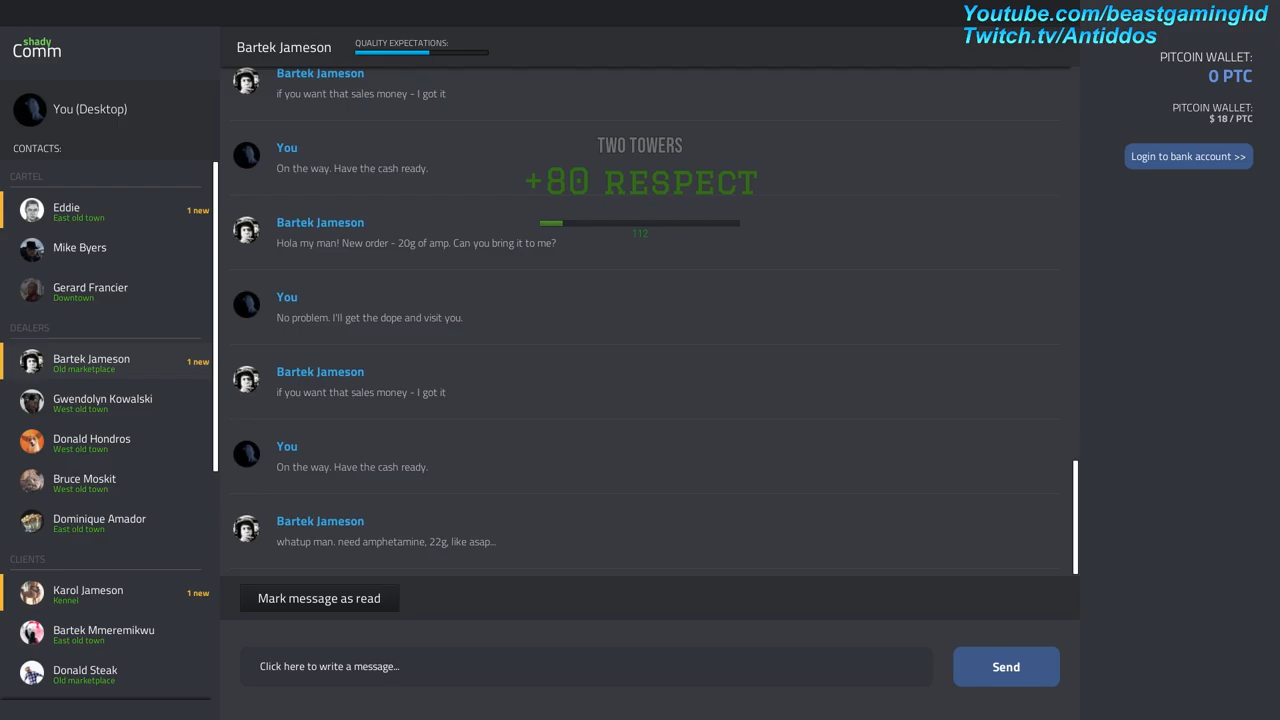 Youtube.com/beastgaminghd
Twitch.tv/Antiddos
shady
Comm
You (Desktop)
CONTACTS:
CARTEL
Eddie
East old town
1 new
Mike Byers
Gerard Francier
Downtown
DEALERS
Bartek Jameson
Old marketplace
1 new
Gwendolyn Kowalski
West old town
Donald Hondros
West old town
Bruce Moskit
West old town
Dominique Amador
East old town
CLIENTS
Karol Jameson
Kennel
1 new
Bartek Mmeremikwu
East old town
Donald Steak
Old marketplace
Bartek Jameson
QUALITY EXPECTATIONS:
Bartek Jameson
if you want that sales money - I got it
You
On the way. Have the cash ready.
TWO TOWERS
+80 RESPECT
112
Bartek Jameson
Hola my man! New order - 20g of amp. Can you bring it to me?
You
No problem. I'll get the dope and visit you.
Bartek Jameson
if you want that sales money - I got it
You
On the way. Have the cash ready.
Bartek Jameson
whatup man. need amphetamine, 22g, like asap...
Mark message as read
Click here to write a message...
Send
PITCOIN WALLET:
0 PTC
PITCOIN WALLET:
$ 18 / PTC
Login to bank account >>